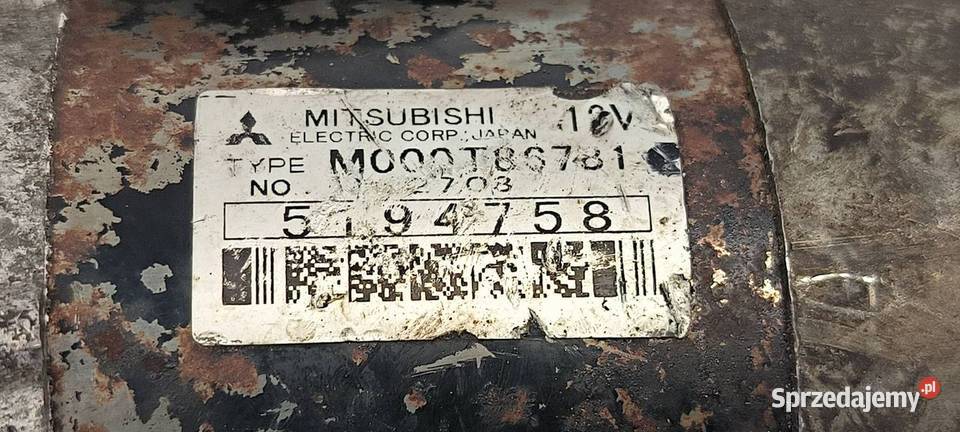 MITSUBISHI 12V
ELECTRIC CORP., JAPAN
TYPE M000T86781
NO. 2708
5194758
Sprzedajemy.pl